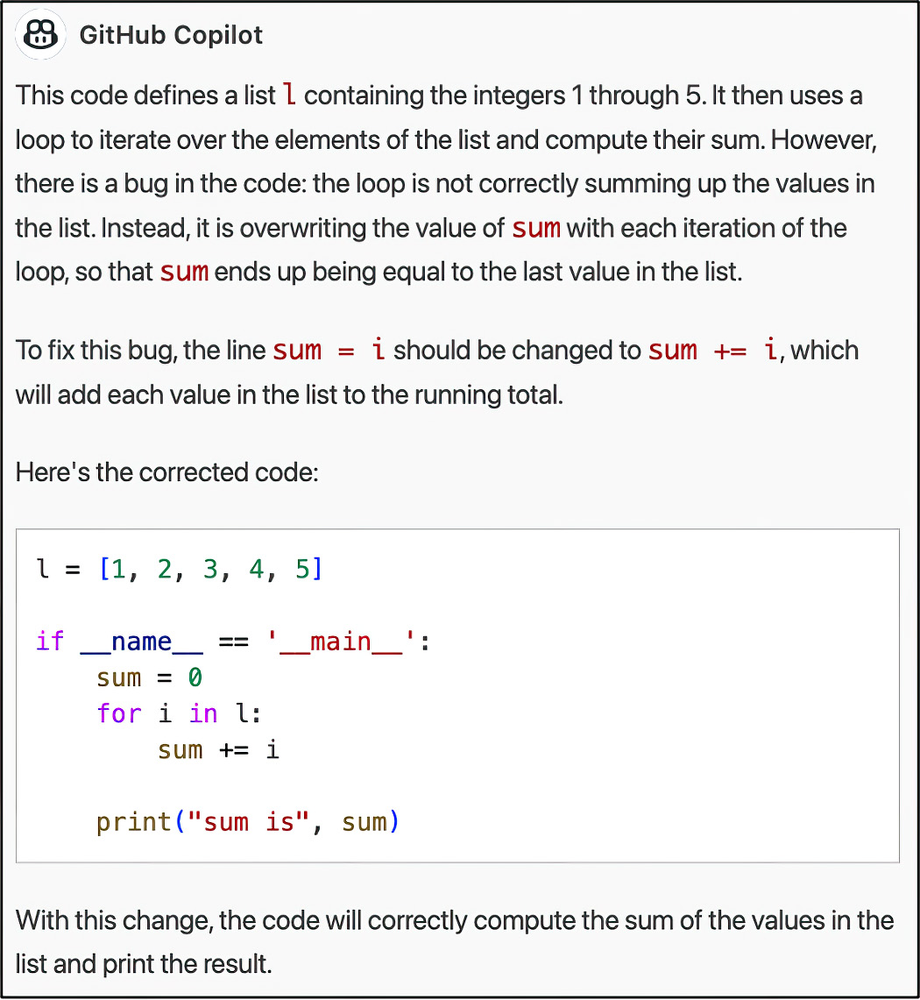 GitHub Copilot
This code defines a list l containing the integers 1 through 5. It then uses a
loop to iterate over the elements of the list and compute their sum. However,
there is a bug in the code: the loop is not correctly summing up the values in
the list. Instead, it is overwriting the value of sum with each iteration of the
loop, so that sum ends up being equal to the last value in the list.
To fix this bug, the line sum = i should be changed to sum += i, which
will add each value in the list to the running total.
Here's the corrected code:
l = [1, 2, 3, 4, 5]
if __name__ == '__main__':
    sum = 0
    for i in l:
        sum += i
    print("sum is", sum)
With this change, the code will correctly compute the sum of the values in the
list and print the result.